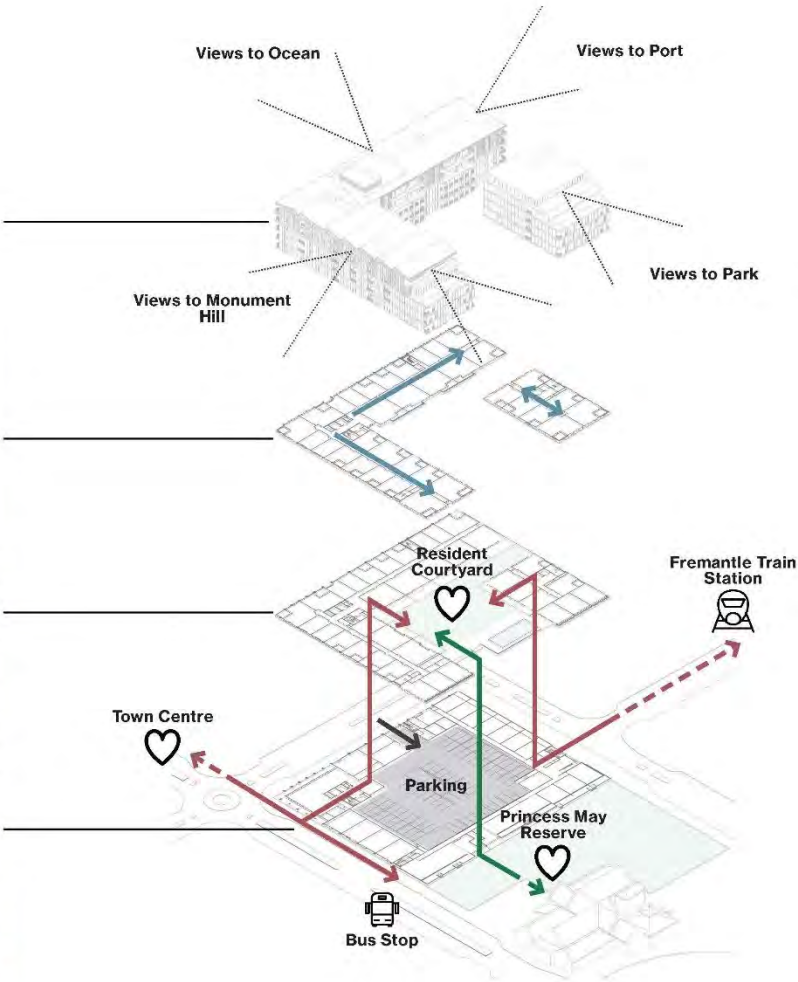 Views to Ocean
Views to Port
Views to Park
Views to Monument
Hill
Resident
Courtyard
Fremantle Train
Station
Town Centre
Parking
Princess May
Reserve
Bus Stop